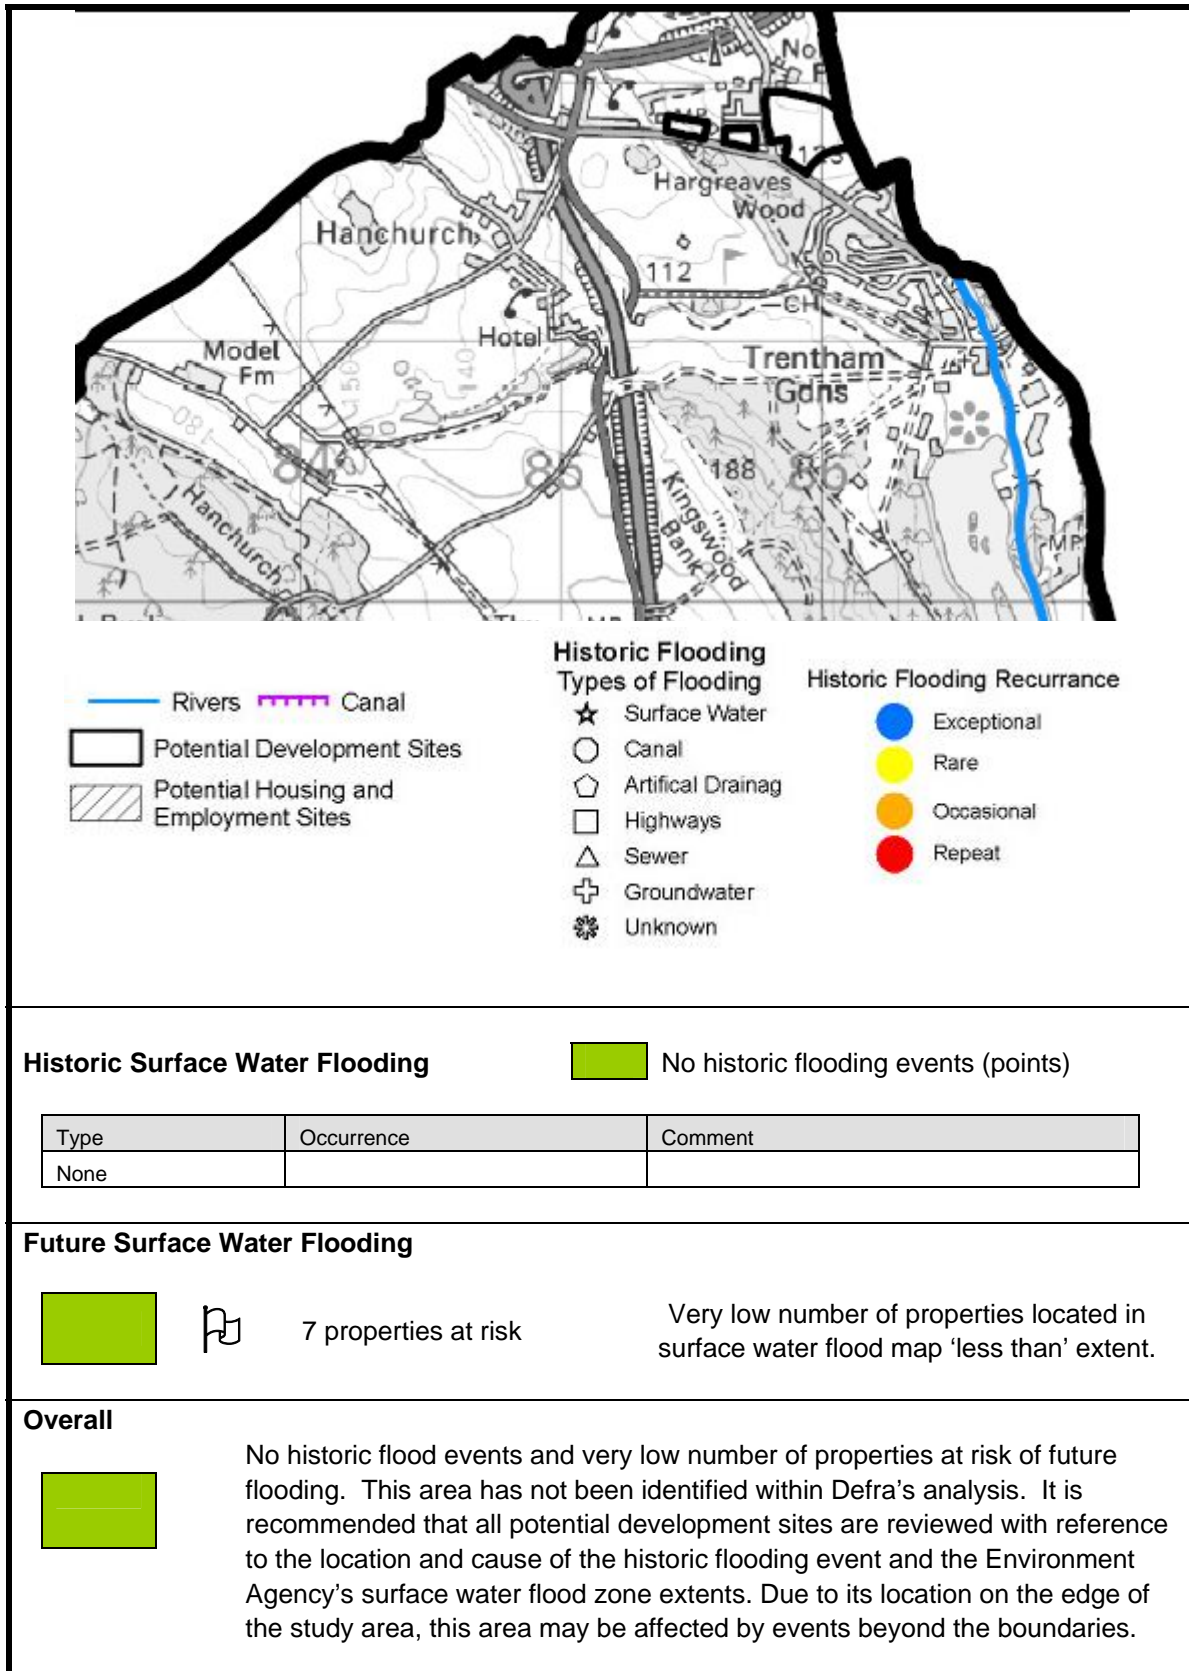 No
Hargreaves
Wood
Hanchurch
112
CH
Hotel
Model
Fm
Trentham
Gdns
150
140
180
84
85
86
188
Kingswood
Bank
Hanchurch
MP
Historic Flooding
Types of Flooding
Historic Flooding Recurrance
Rivers
Canal
Surface Water
Exceptional
Potential Development Sites
Canal
Rare
Potential Housing and
Employment Sites
Artifical Drainag
Occasional
Highways
Sewer
Repeat
Groundwater
Unknown
Historic Surface Water Flooding No historic flooding events (points)
Type Occurrence Comment
None
Future Surface Water Flooding
7 properties at risk
Very low number of properties located in
surface water flood map ‘less than’ extent.
Overall
No historic flood events and very low number of properties at risk of future
flooding. This area has not been identified within Defra’s analysis. It is
recommended that all potential development sites are reviewed with reference
to the location and cause of the historic flooding event and the Environment
Agency’s surface water flood zone extents. Due to its location on the edge of
the study area, this area may be affected by events beyond the boundaries.